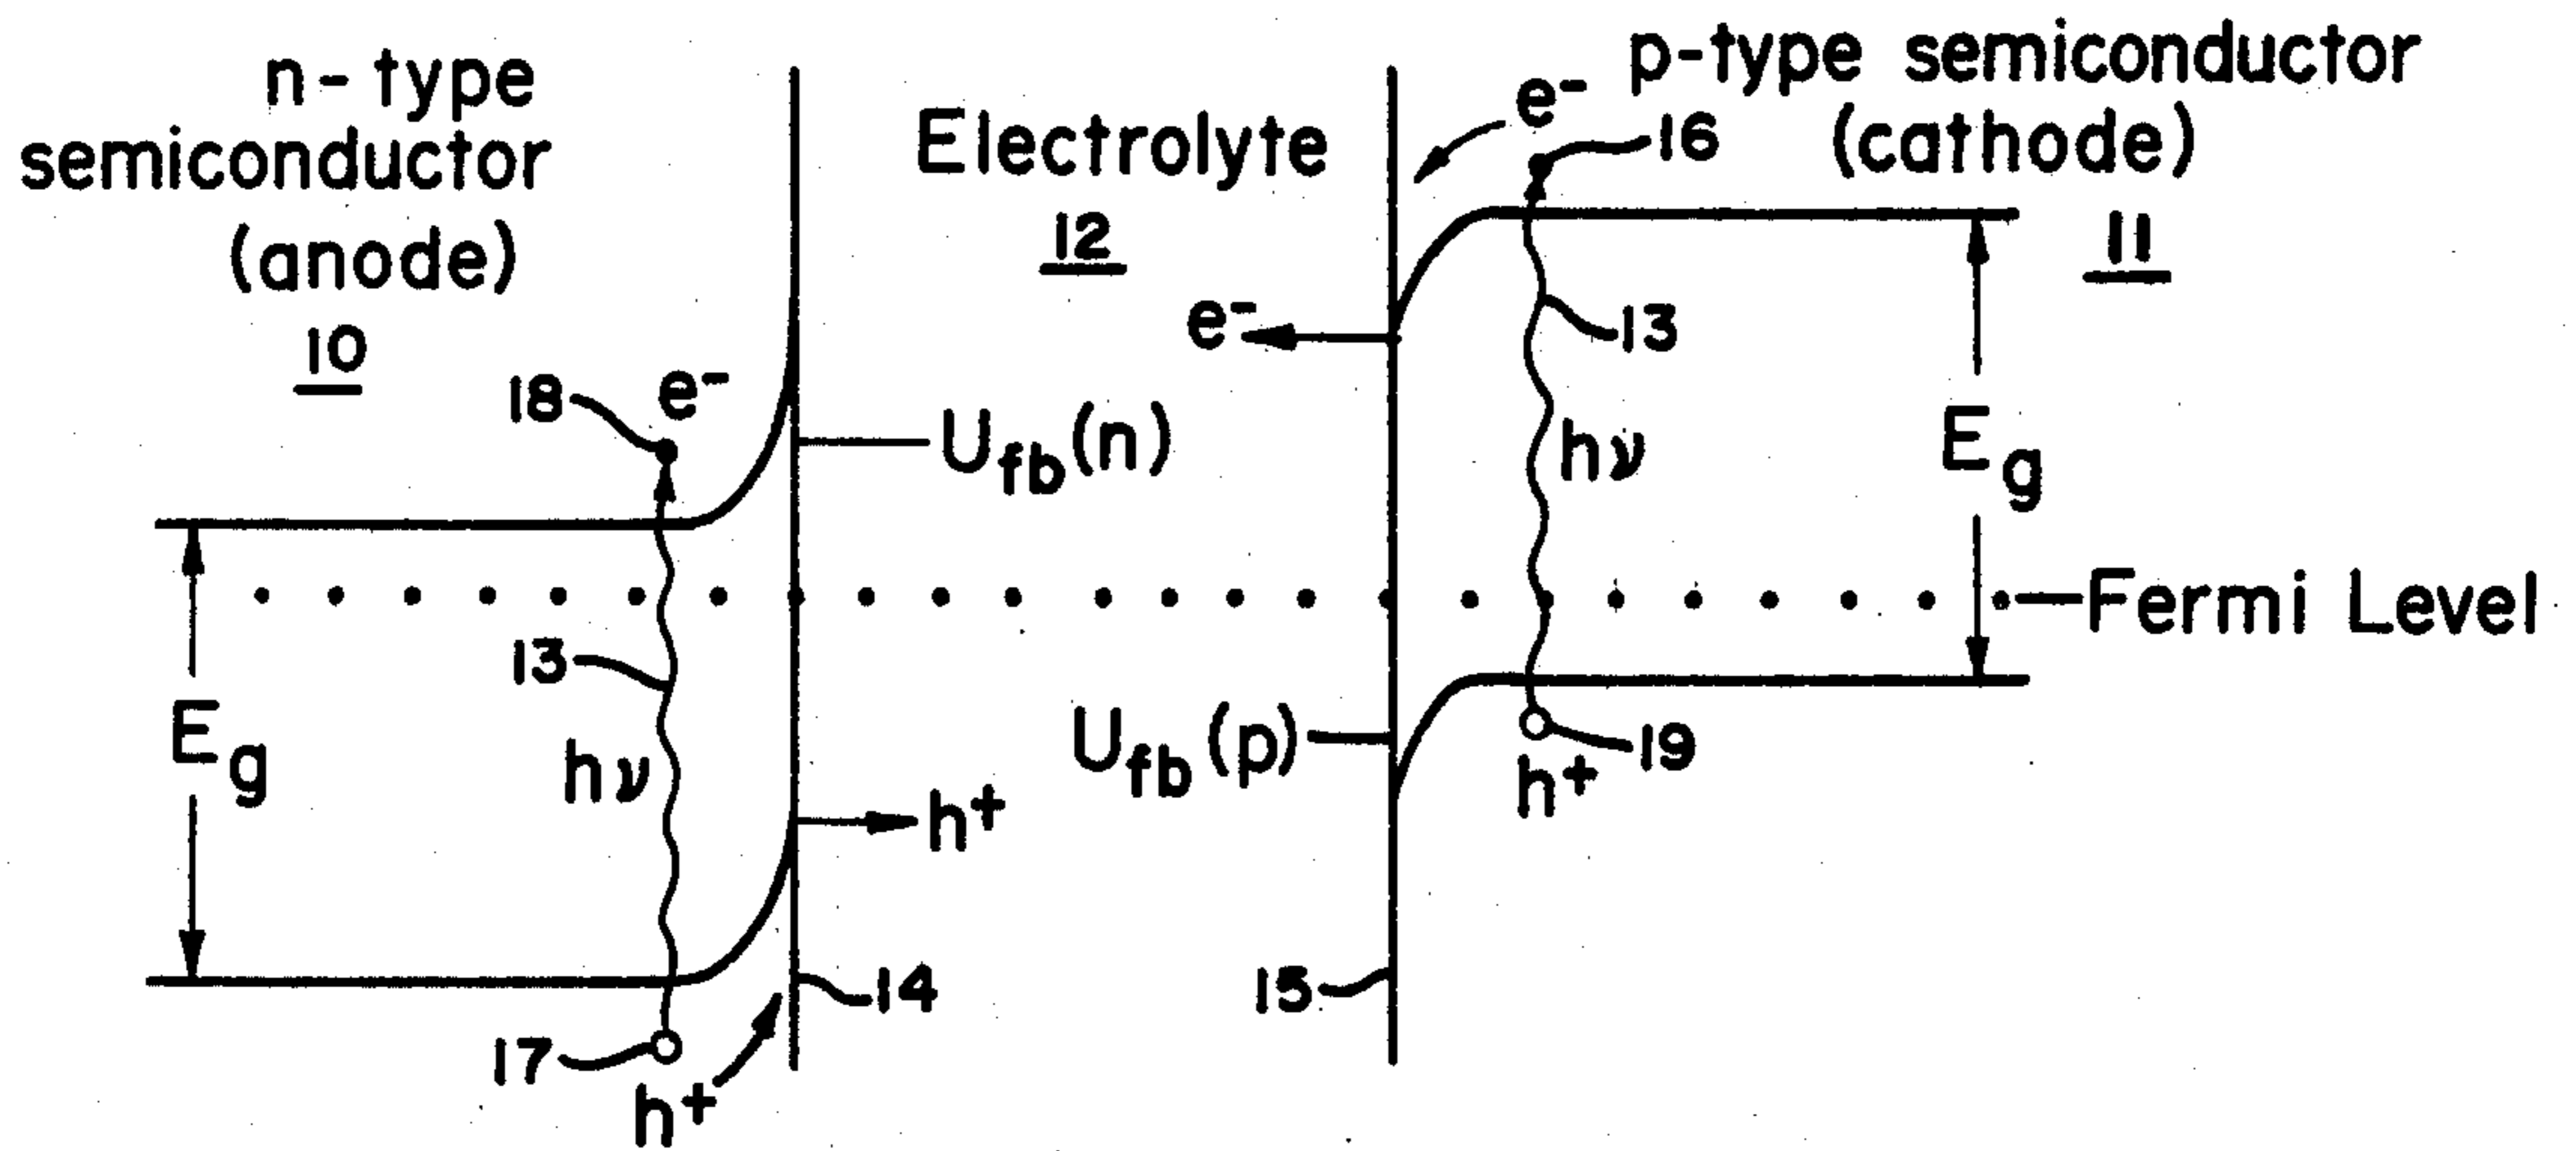 n-type
semiconductor
(anode)
10
Electrolyte
12
p-type semiconductor
(cathode)
11
e⁻
16
e⁻
13
18
e⁻
U_fb(n)
hν
E_g
Fermi Level
13
E_g
hν
U_fb(p)
19
h⁺
h⁺
14
15
17
h⁺